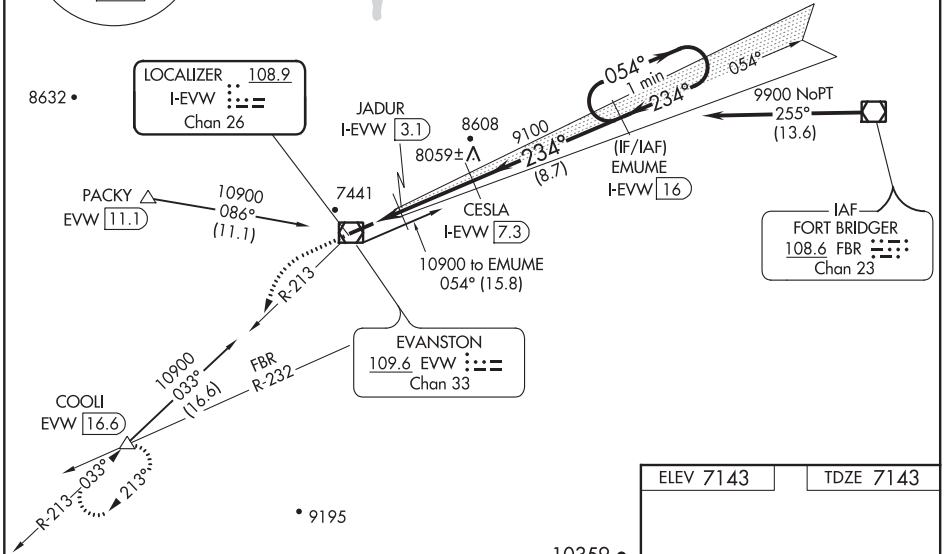 LOCALIZER 108.9
I-EVW
Chan 26
8632
JADUR
I-EVW 3.1
8608
8059±
9100
234°
(8.7)
054°
1 min
234°
054°
(IF/IAF)
EMUME
I-EVW 16
9900 NoPT
255°
(13.6)
IAF
FORT BRIDGER
108.6 FBR
Chan 23
PACKY
EVW 11.1
10900
086°
(11.1)
7441
CESLA
I-EVW 7.3
10900 to EMUME
054° (15.8)
R-213
EVANSTON
109.6 EVW
Chan 33
10900
033°
(16.6)
FBR
R-232
COOLI
EVW 16.6
R-213
033°
213°
9195
ELEV 7143
TDZE 7143